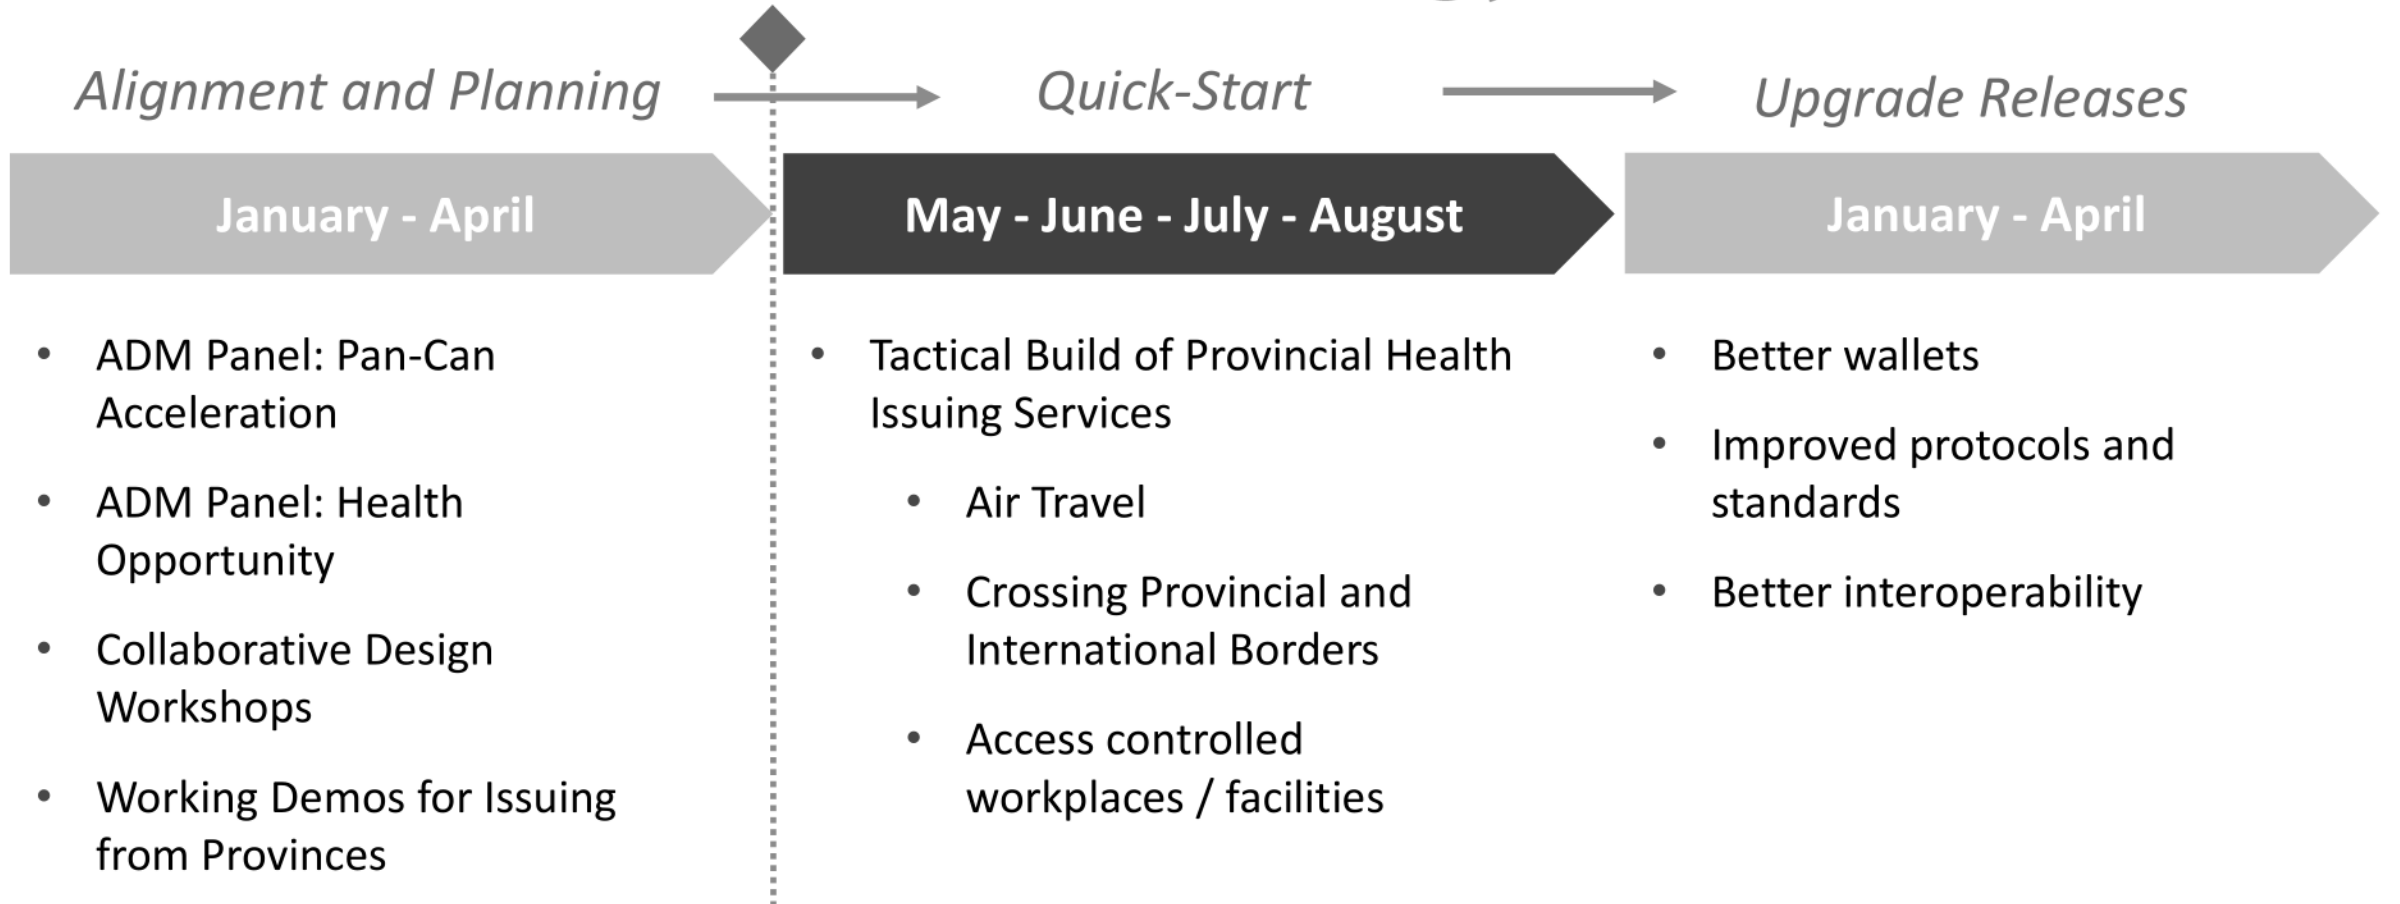 Alignment and Planning
Quick-Start
Upgrade Releases
January - April
May - June - July - August
January - April
• ADM Panel: Pan-Can
Acceleration
• ADM Panel: Health
Opportunity
• Collaborative Design
Workshops
• Working Demos for Issuing
from Provinces
• Tactical Build of Provincial Health
Issuing Services
• Air Travel
• Crossing Provincial and
International Borders
• Access controlled
workplaces / facilities
• Better wallets
• Improved protocols and
standards
• Better interoperability